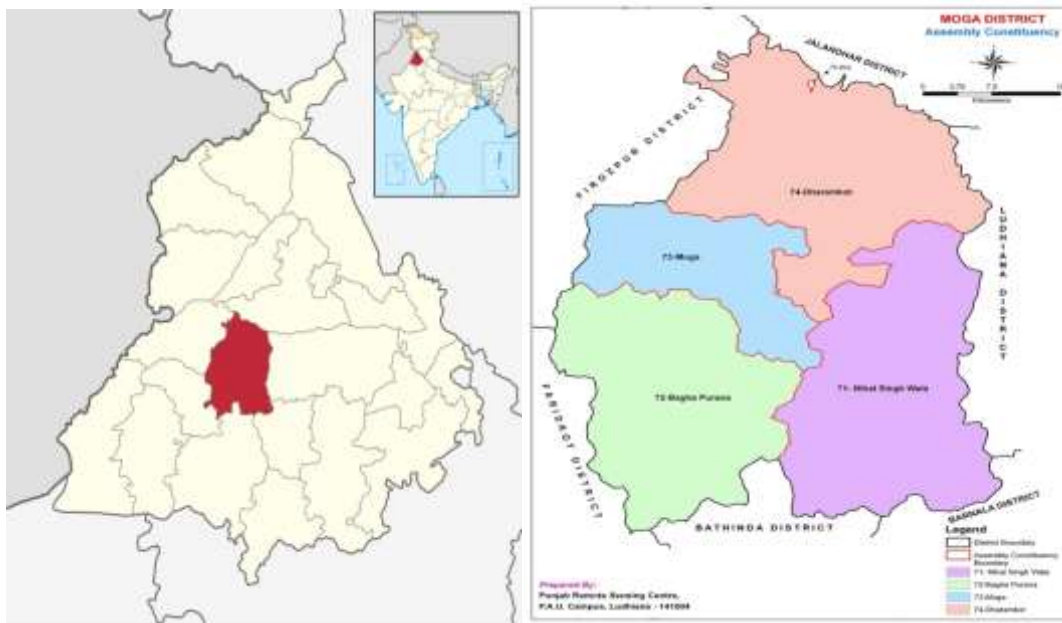 MOGA DISTRICT
Assembly Constituency
JALANDHAR DISTRICT
FIROZPUR DISTRICT
74-Dharamkot
LUDHIANA DISTRICT
73-Moga
71- Nihal Singh Wala
72-Bagha Purana
FARIDKOT DISTRICT
BATHINDA DISTRICT
BARNALA DISTRICT
Legend
District Boundary
Assembly Constituency
Boundary
71- Nihal Singh Wala
72-Bagha Purana
73-Moga
74-Dharamkot
Prepared By:
Punjab Remote Sensing Centre,
P.A.U. Campus, Ludhiana - 141004